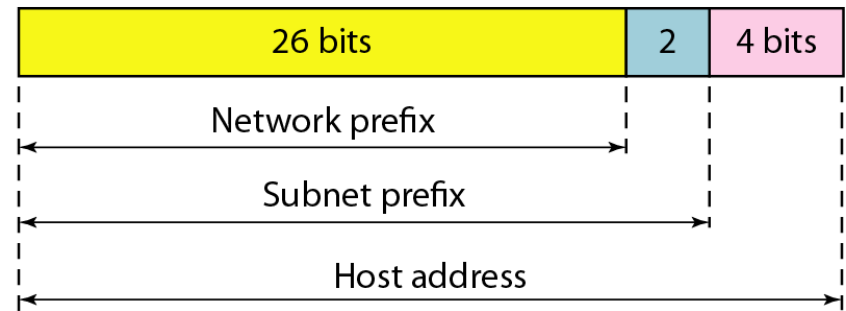 26 bits 2 4 bits
Network prefix
Subnet prefix
Host address